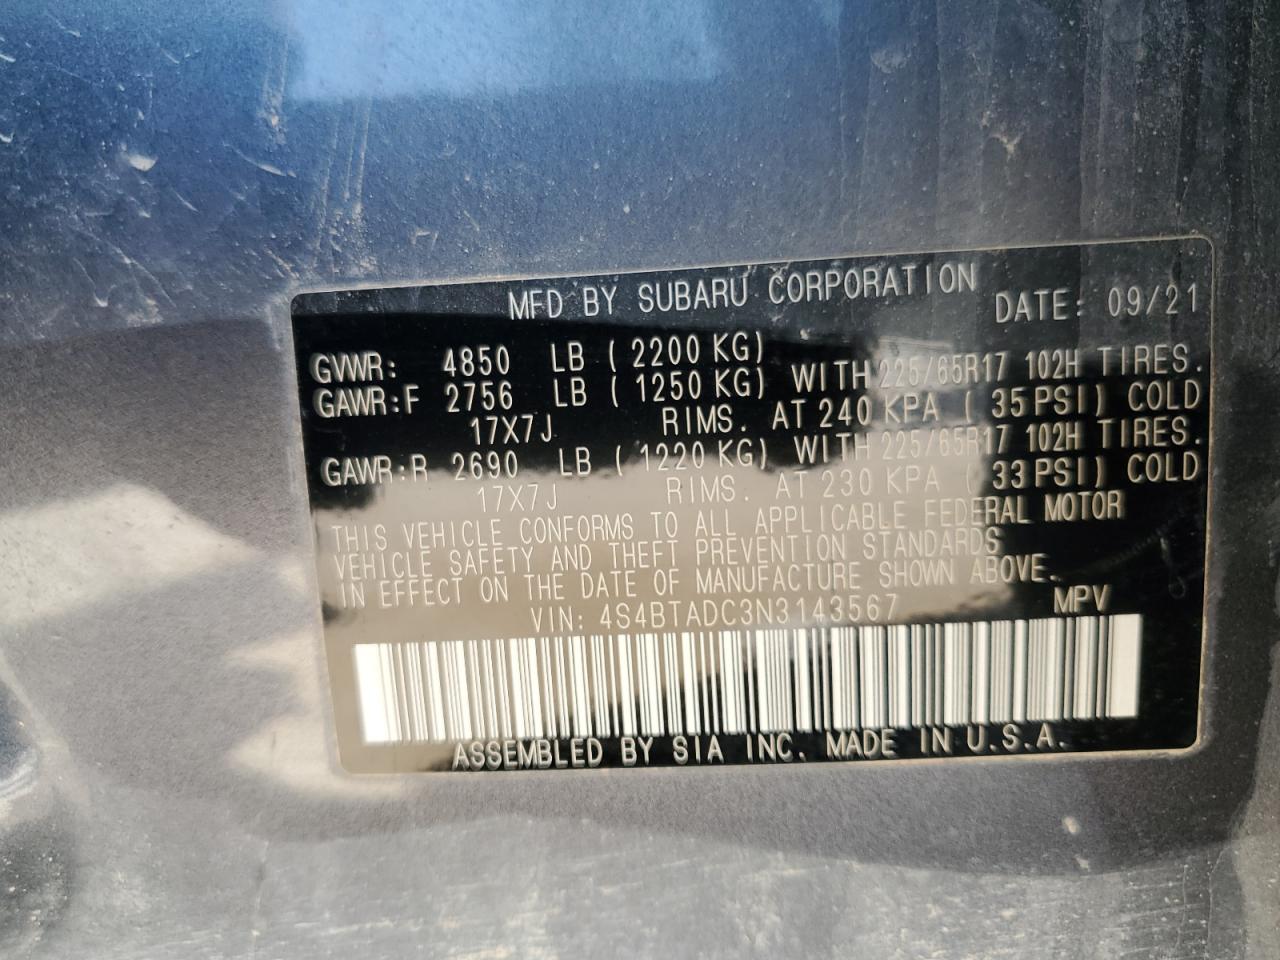 MFD BY SUBARU CORPORATION DATE: 09/21
GVWR: 4850 LB (2200 KG)
GAWR:F 2756 LB (1250 KG) WITH 225/65R17 102H TIRES.
17X7J RIMS. AT 240 KPA (35 PSI) COLD
GAWR:R 2690 LB (1220 KG) WITH 225/65R17 102H TIRES.
17X7J RIMS. AT 230 KPA (33 PSI) COLD
THIS VEHICLE CONFORMS TO ALL APPLICABLE FEDERAL MOTOR
VEHICLE SAFETY AND THEFT PREVENTION STANDARDS
IN EFFECT ON THE DATE OF MANUFACTURE SHOWN ABOVE.
VIN: 4S4BTADC3N3143567 MPV
ASSEMBLED BY SIA INC. MADE IN U.S.A.